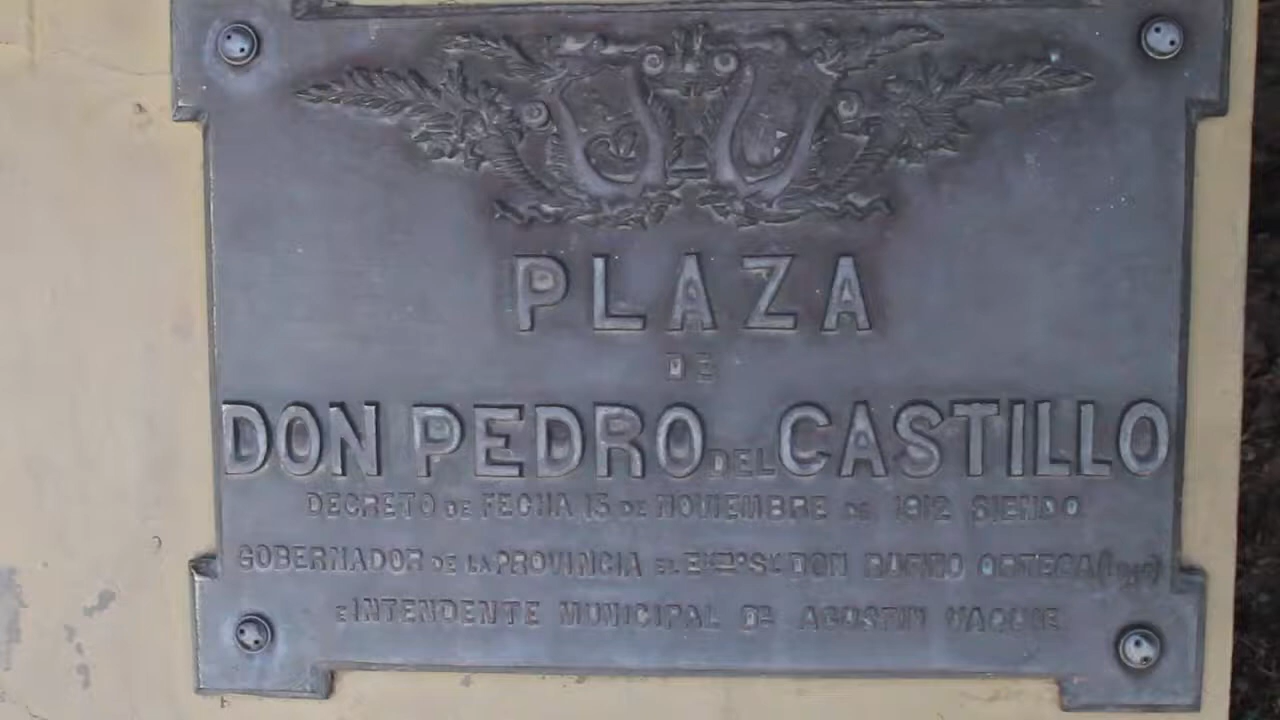 PLAZA
DE
DON PEDRO DEL CASTILLO
DECRETO DE FECHA 13 DE NOVIEMBRE DE 1912 SIENDO
GOBERNADOR DE LA PROVINCIA EL EXMO SR DON RUFINO ORTEGA
E INTENDENTE MUNICIPAL DR AGUSTIN